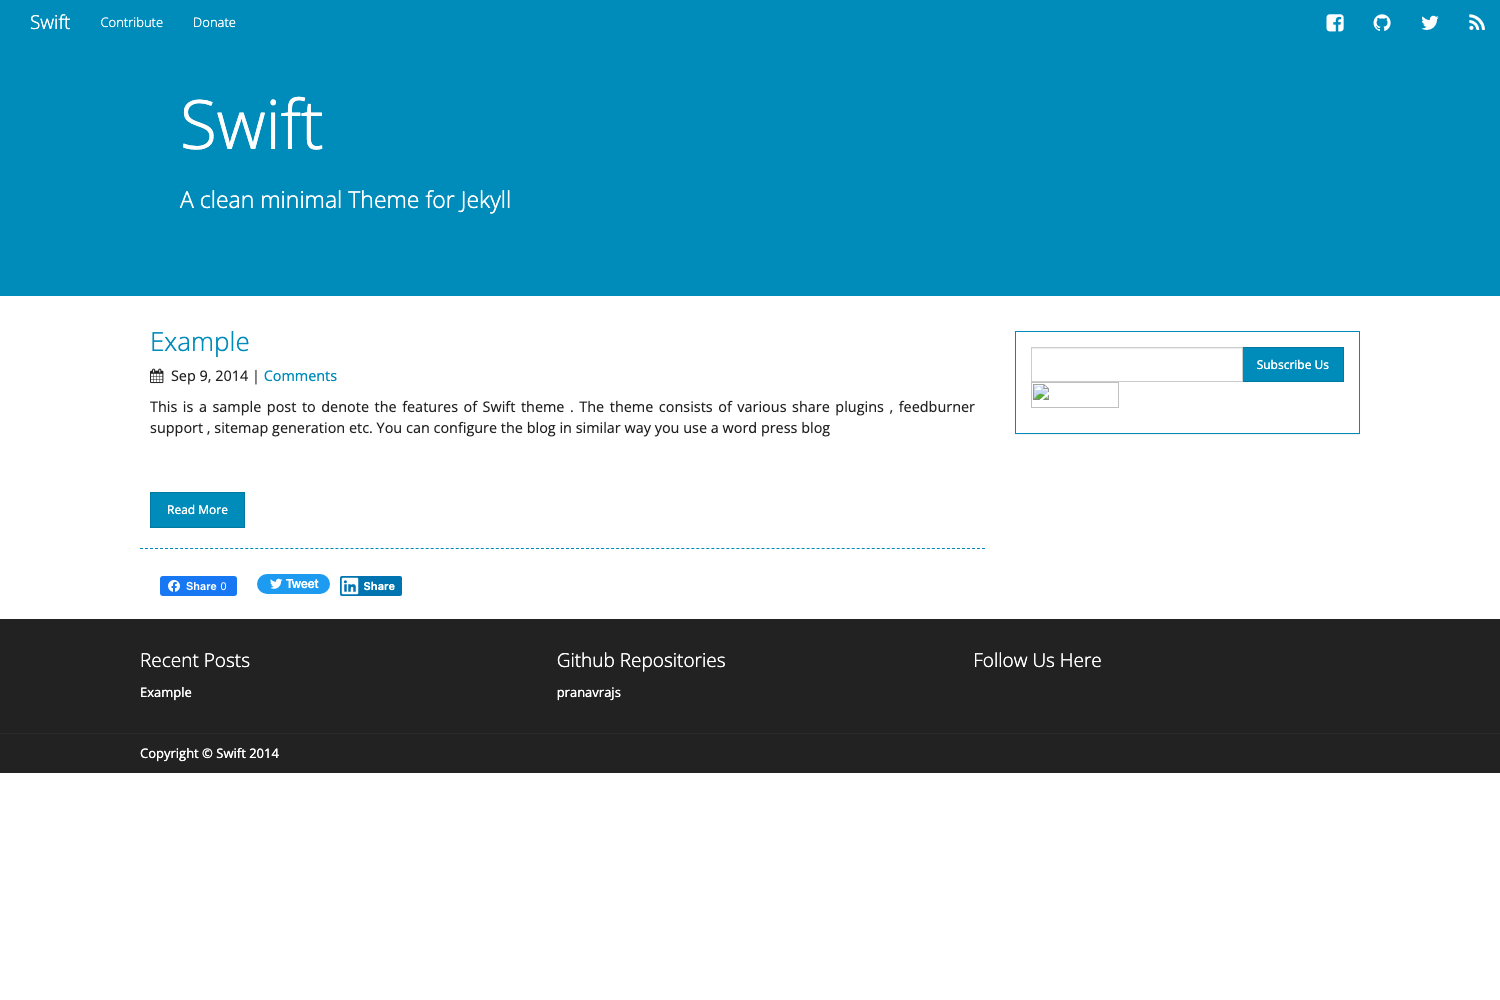 Swift Contribute Donate
Swift
A clean minimal Theme for Jekyll
Example
Sep 9, 2014 | Comments
This is a sample post to denote the features of Swift theme . The theme consists of various share plugins , feedburner
support , sitemap generation etc. You can configure the blog in similar way you use a word press blog
Read More
Subscribe Us
Share 0 Tweet in Share
Recent Posts
Example
Github Repositories
pranavrajs
Follow Us Here
Copyright © Swift 2014